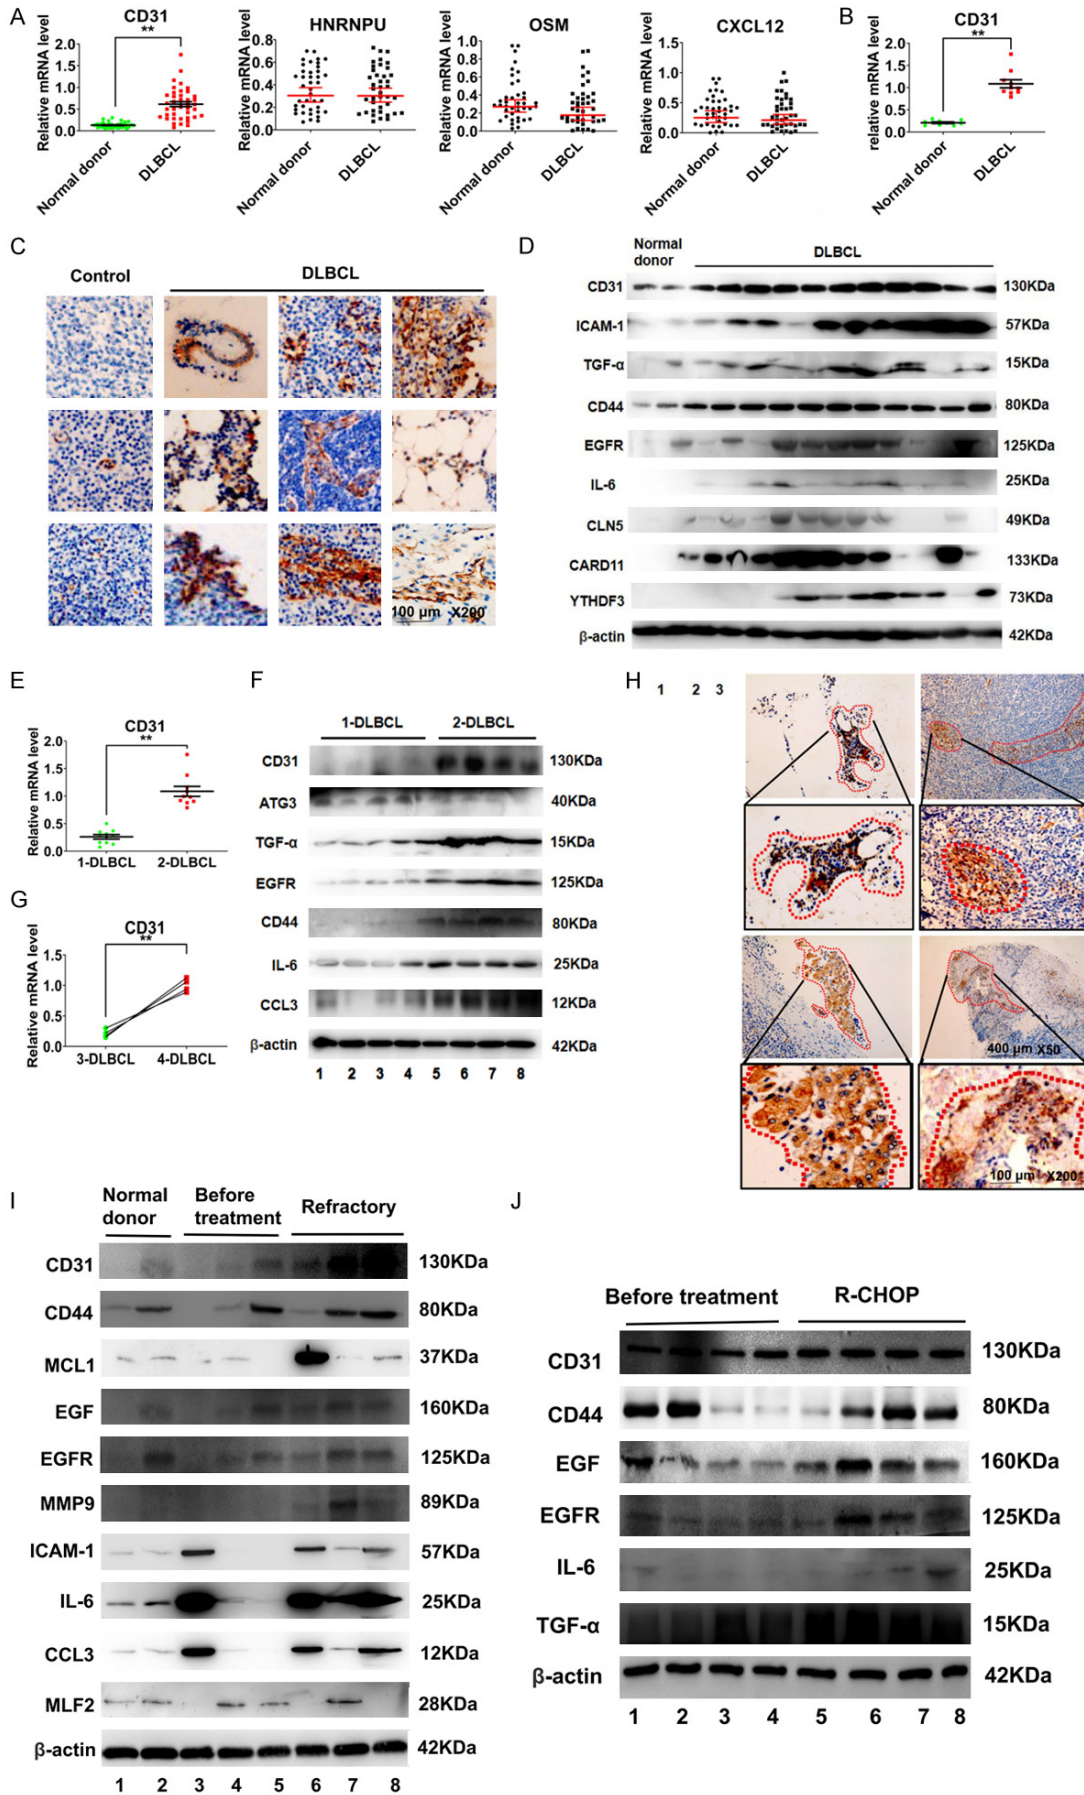 A
CD31
**
Relative mRNA level
2.0
1.5
1.0
0.5
0.0
Normal donor
DLBCL
HNRNPU
Relative mRNA level
0.8
0.6
0.4
0.2
0.0
Normal donor
DLBCL
OSM
Relative mRNA level
1.0
0.8
0.6
0.4
0.2
0.0
Normal donor
DLBCL
CXCL12
Relative mRNA level
1.5
1.0
0.5
0.0
Normal donor
DLBCL
B
CD31
**
relative mRNA level
2.0
1.5
1.0
0.5
0.0
Normal donor
DLBCL
C
Control
DLBCL
100 μm X200
D
Normal
donor
DLBCL
CD31 130KDa
ICAM-1 57KDa
TGF-α 15KDa
CD44 80KDa
EGFR 125KDa
IL-6 25KDa
CLN5 49KDa
CARD11 133KDa
YTHDF3 73KDa
β-actin 42KDa
E
CD31
**
Relative mRNA level
2.0
1.5
1.0
0.5
0.0
1-DLBCL 2-DLBCL
F
1-DLBCL 2-DLBCL
CD31 130KDa
ATG3 40KDa
TGF-α 15KDa
EGFR 125KDa
CD44 80KDa
IL-6 25KDa
CCL3 12KDa
β-actin 42KDa
1 2 3 4 5 6 7 8
G
CD31
**
Relative mRNA level
1.5
1.0
0.5
0.0
3-DLBCL 4-DLBCL
H
1 2 3
400 μm X50
100 μm X200
I
Normal
donor
Before
treatment
Refractory
CD31 130KDa
CD44 80KDa
MCL1 37KDa
EGF 160KDa
EGFR 125KDa
MMP9 89KDa
ICAM-1 57KDa
IL-6 25KDa
CCL3 12KDa
MLF2 28KDa
β-actin 42KDa
1 2 3 4 5 6 7 8
J
Before treatment R-CHOP
CD31 130KDa
CD44 80KDa
EGF 160KDa
EGFR 125KDa
IL-6 25KDa
TGF-α 15KDa
β-actin 42KDa
1 2 3 4 5 6 7 8